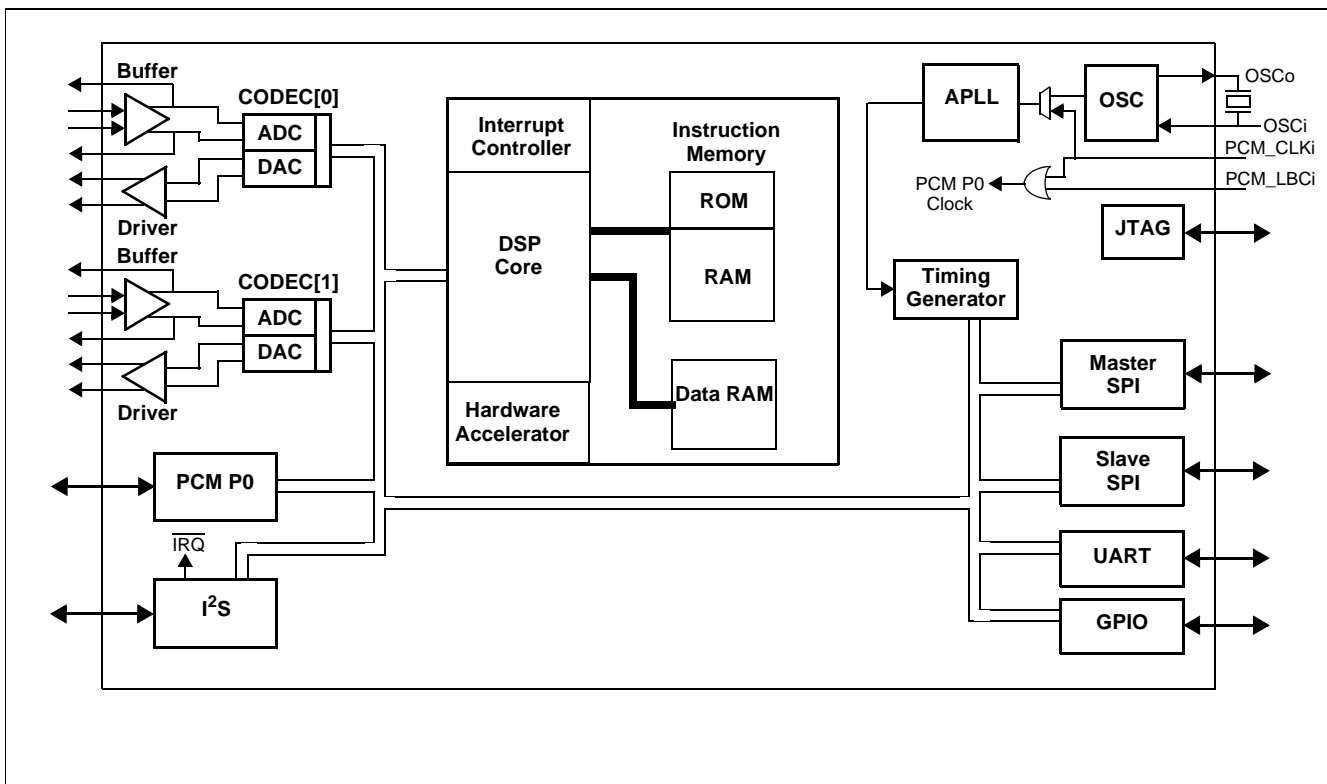 Buffer
CODEC[0]
ADC
DAC
Driver
Buffer
CODEC[1]
ADC
DAC
Driver
PCM P0
IRQ
I²S
Interrupt
Controller
DSP
Core
Hardware
Accelerator
Instruction
Memory
ROM
RAM
Data RAM
APLL
OSC
OSCo
OSCi
PCM_CLKi
PCM_LBCi
PCM P0
Clock
JTAG
Timing
Generator
Master
SPI
Slave
SPI
UART
GPIO